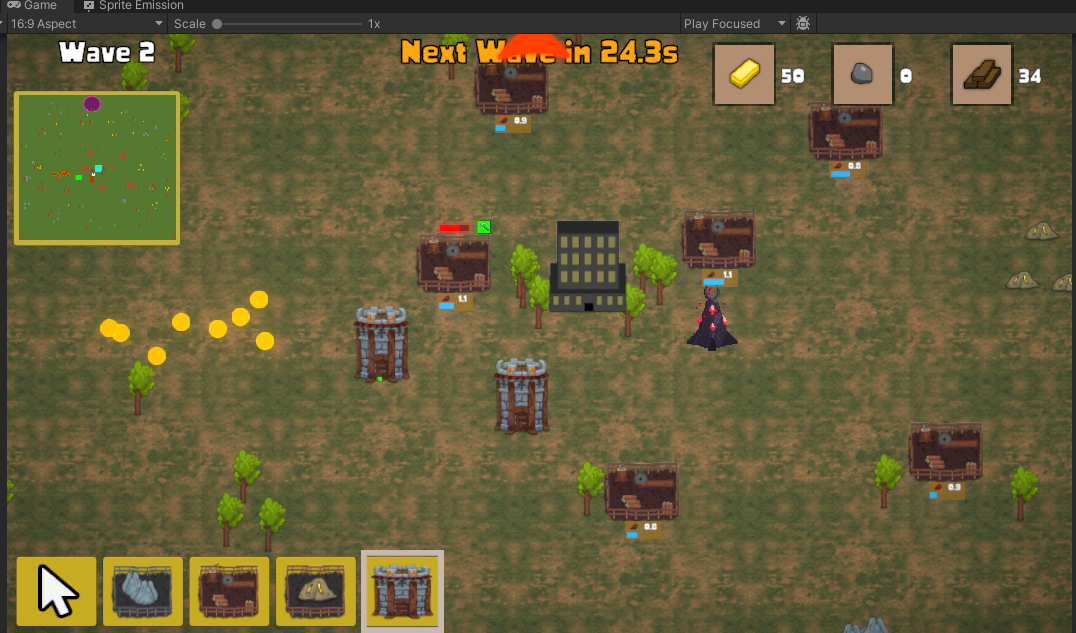 Game
Sprite Emission
16:9 Aspect
Scale
1x
Play Focused
Wave 2
Next Wave in 24.3s
50
0
34
0.9
0.8
1.1
1.1
0.9
0.8